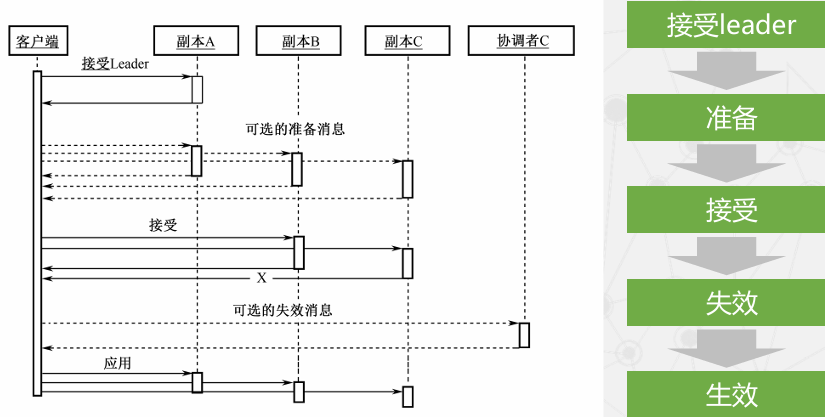 客户端
副本A
副本B
副本C
协调者C
接受Leader
可选的准备消息
接受
X
可选的失效消息
应用
接受leader
准备
接受
失效
生效